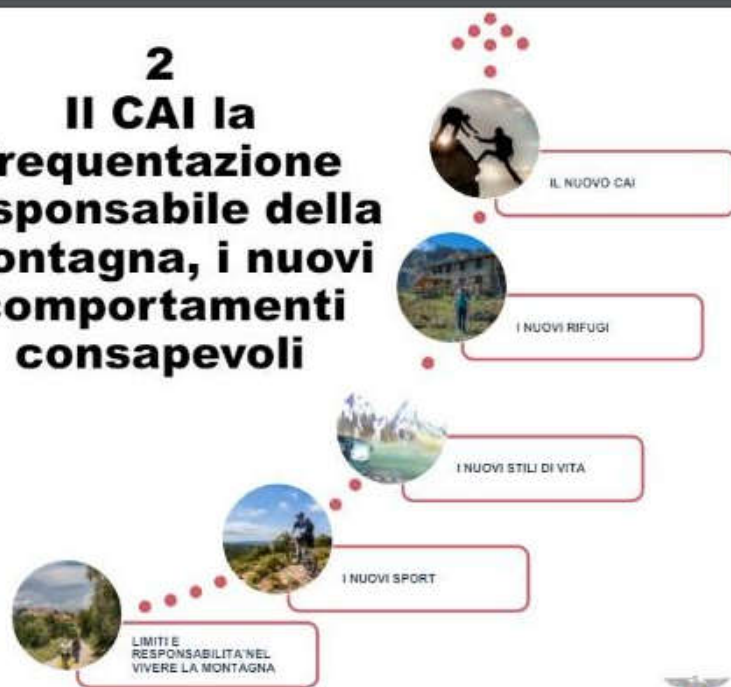 2
Il CAI la
requentazione
sponsabile della
ontagna, i nuovi
comportamenti
consapevoli
IL NUOVO CAI
I NUOVI RIFUGI
I NUOVI STILI DI VITA
I NUOVI SPORT
LIMITI E
RESPONSABILITA'NEL
VIVERE LA MONTAGNA